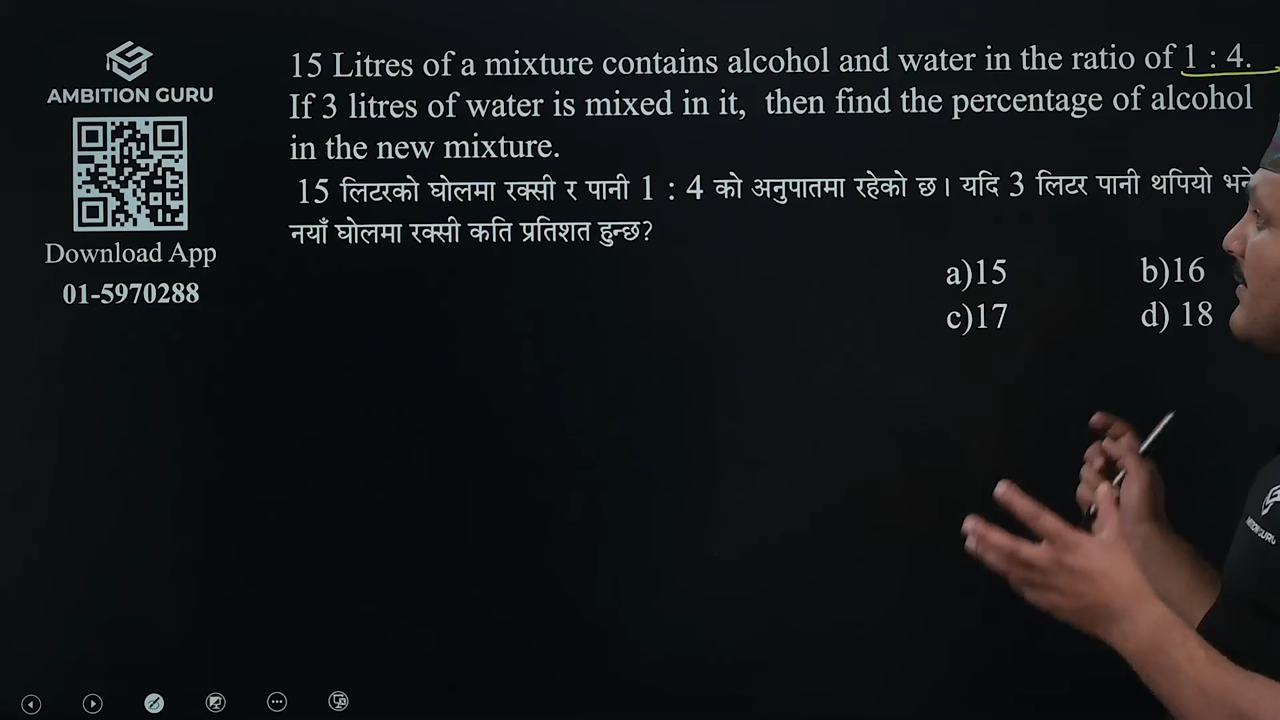 AMBITION GURU
Download App
01-5970288
15 Litres of a mixture contains alcohol and water in the ratio of 1 : 4.
If 3 litres of water is mixed in it, then find the percentage of alcohol
in the new mixture.
15 लिटरको घोलमा रक्सी र पानी 1 : 4 को अनुपातमा रहेको छ। यदि 3 लिटर पानी थपियो भने
नयाँ घोलमा रक्सी कति प्रतिशत हुन्छ?
a)15 b)16
c)17 d) 18
AMBITION GURU